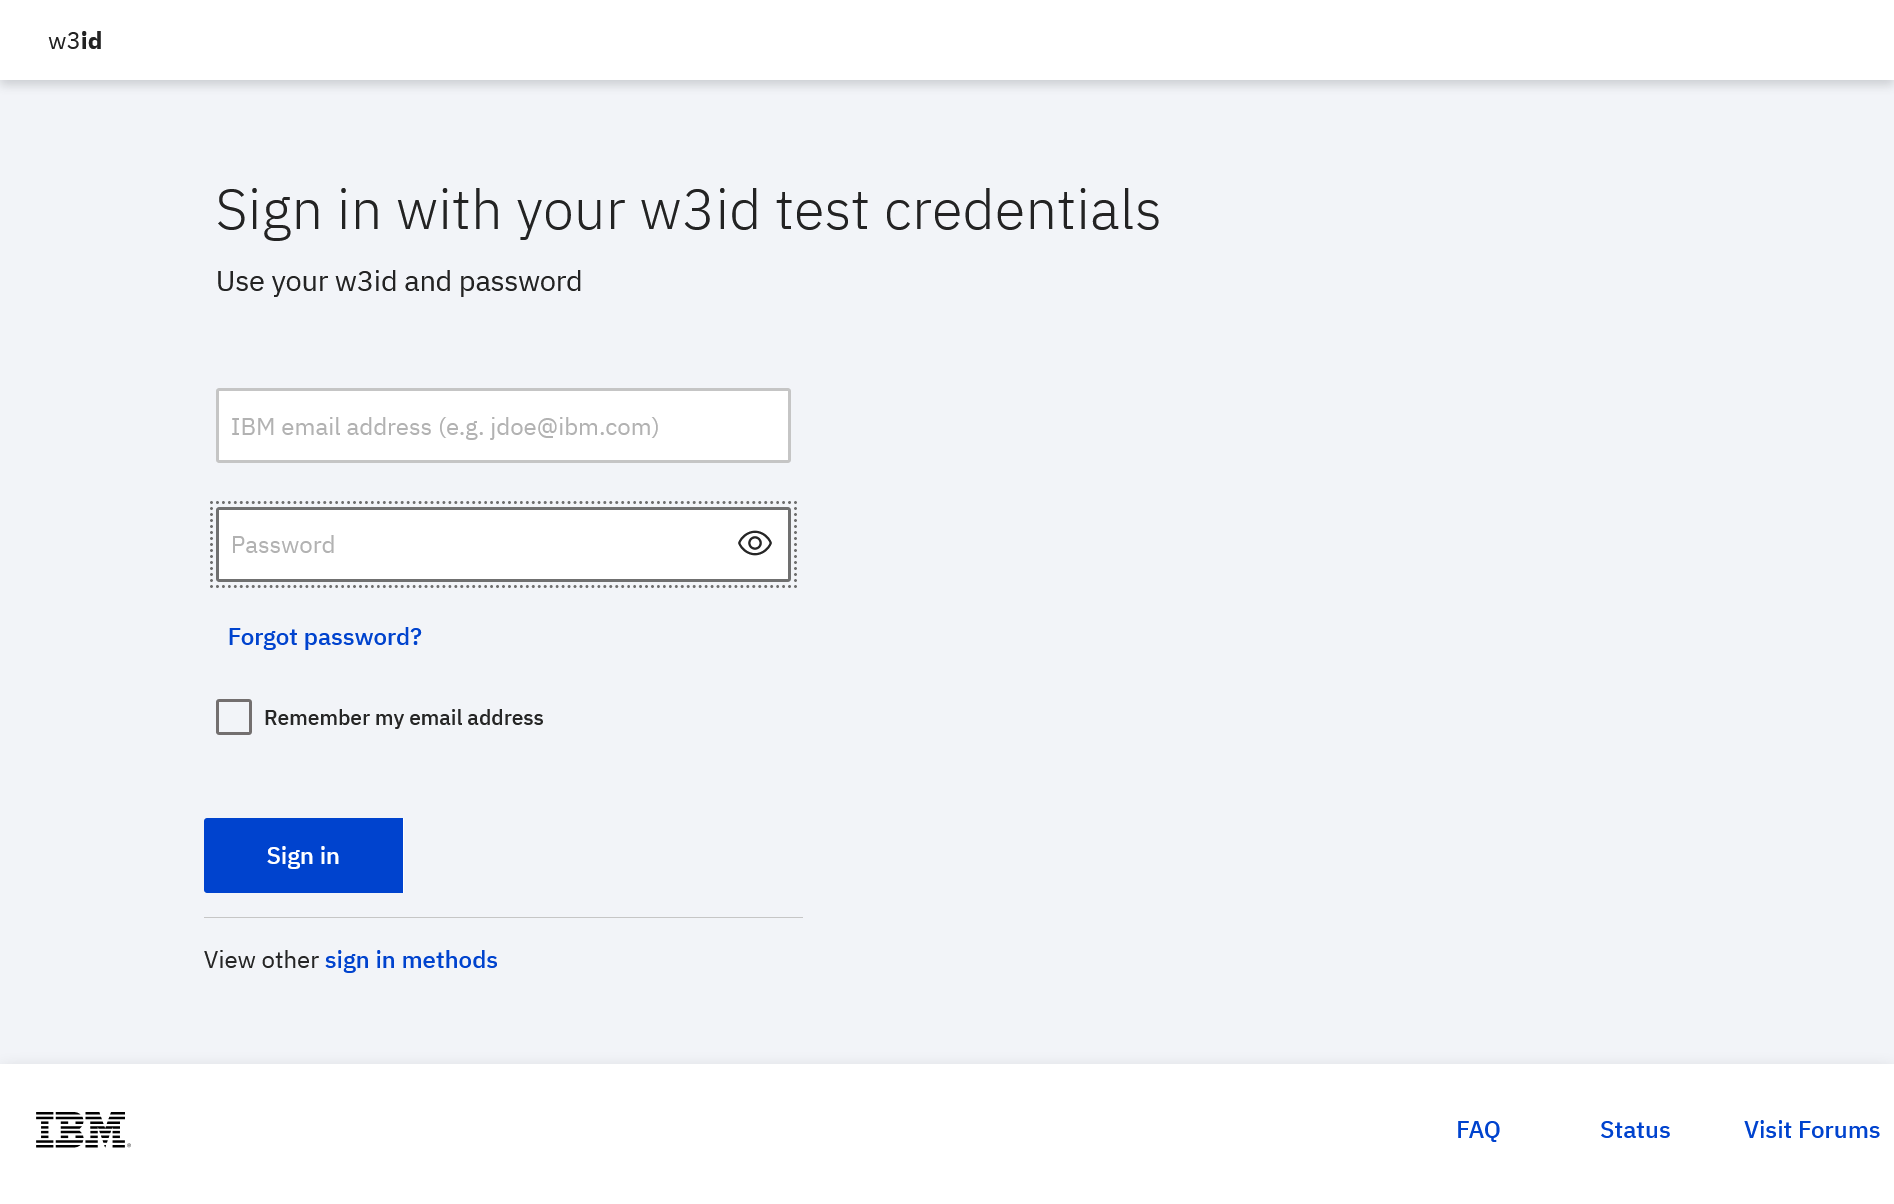 w3id
Sign in with your w3id test credentials
Use your w3id and password
IBM email address (e.g. jdoe@ibm.com)
Password
Forgot password?
Remember my email address
Sign in
View other sign in methods
IBM®
FAQ
Status
Visit Forums